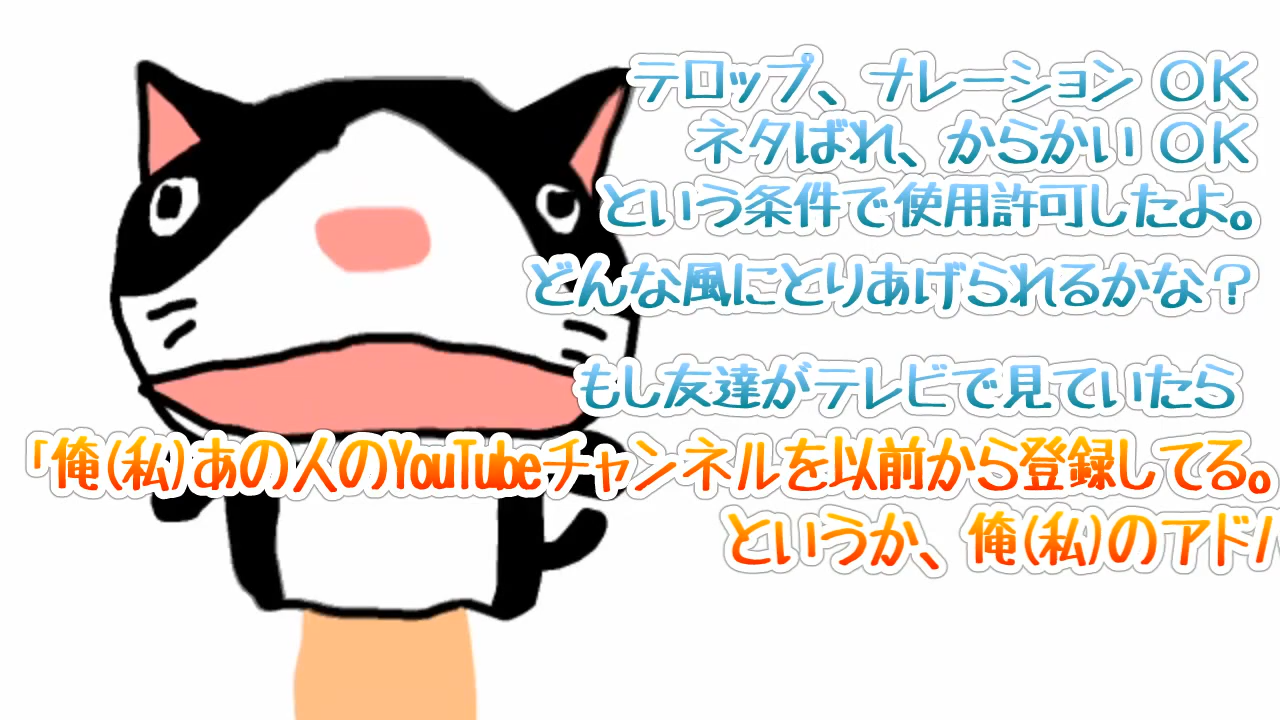 テロップ、ナレーション OK
ネタばれ、からかい OK
という条件で使用許可したよ。
どんな風にとりあげられるかな？
もし友達がテレビで見ていたら
「俺(私)あの人のYouTubeチャンネルを以前から登録してる。
というか、俺(私)のアド